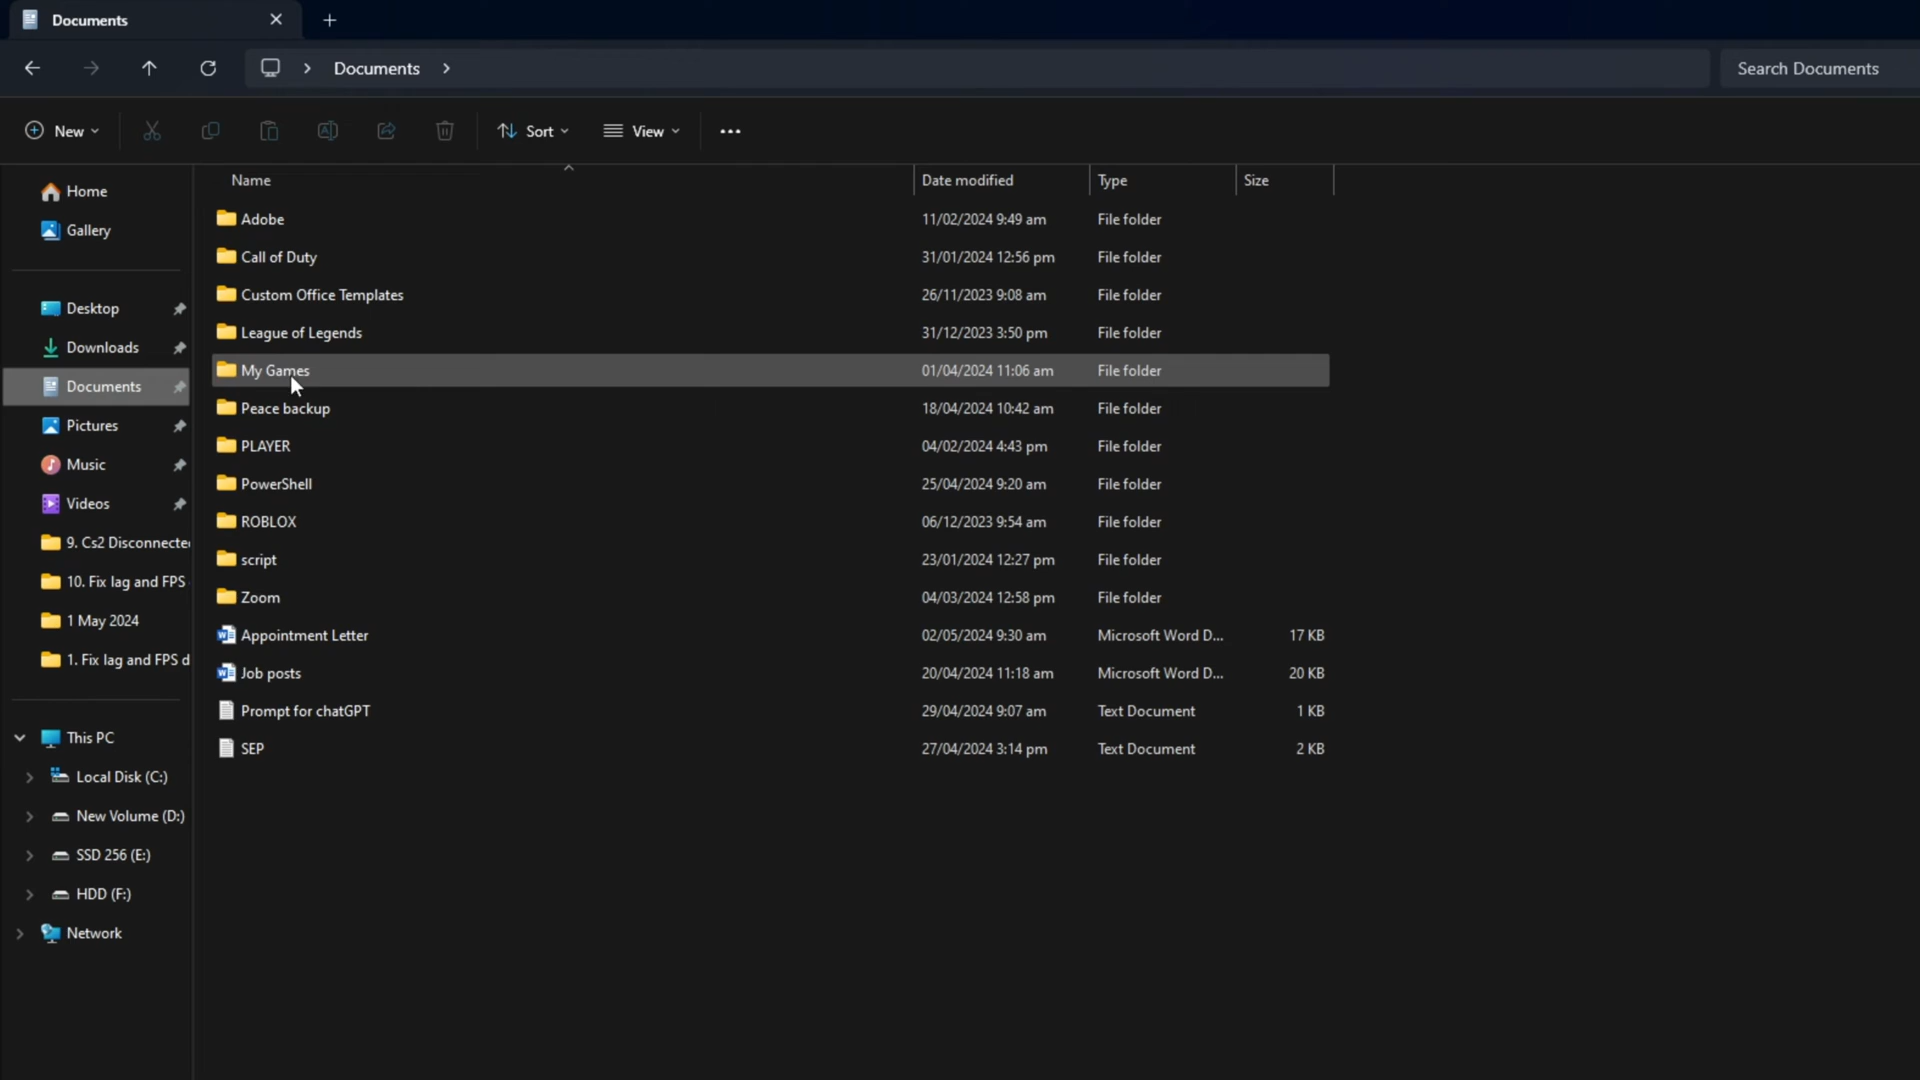 Documents
Documents
Search Documents
New
Sort
View
Name Date modified Type Size
Home
Gallery
Desktop
Downloads
Documents
Pictures
Music
Videos
9. Cs2 Disconnecte
10. Fix lag and FPS
1 May 2024
1. Fix lag and FPS d
This PC
Local Disk (C:)
New Volume (D:)
SSD 256 (E:)
HDD (F:)
Network
Adobe 11/02/2024 9:49 am File folder
Call of Duty 31/01/2024 12:56 pm File folder
Custom Office Templates 26/11/2023 9:08 am File folder
League of Legends 31/12/2023 3:50 pm File folder
My Games 01/04/2024 11:06 am File folder
Peace backup 18/04/2024 10:42 am File folder
PLAYER 04/02/2024 4:43 pm File folder
PowerShell 25/04/2024 9:20 am File folder
ROBLOX 06/12/2023 9:54 am File folder
script 23/01/2024 12:27 pm File folder
Zoom 04/03/2024 12:58 pm File folder
Appointment Letter 02/05/2024 9:30 am Microsoft Word D... 17 KB
Job posts 20/04/2024 11:18 am Microsoft Word D... 20 KB
Prompt for chatGPT 29/04/2024 9:07 am Text Document 1 KB
SEP 27/04/2024 3:14 pm Text Document 2 KB